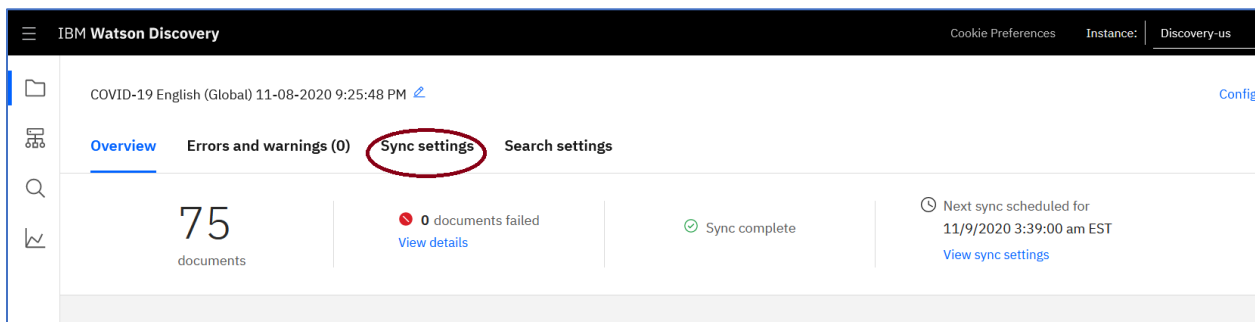 IBM Watson Discovery Cookie Preferences Instance: Discovery-us
COVID-19 English (Global) 11-08-2020 9:25:48 PM Config
Overview Errors and warnings (0) Sync settings Search settings
75
documents
0 documents failed
View details
Sync complete
Next sync scheduled for
11/9/2020 3:39:00 am EST
View sync settings